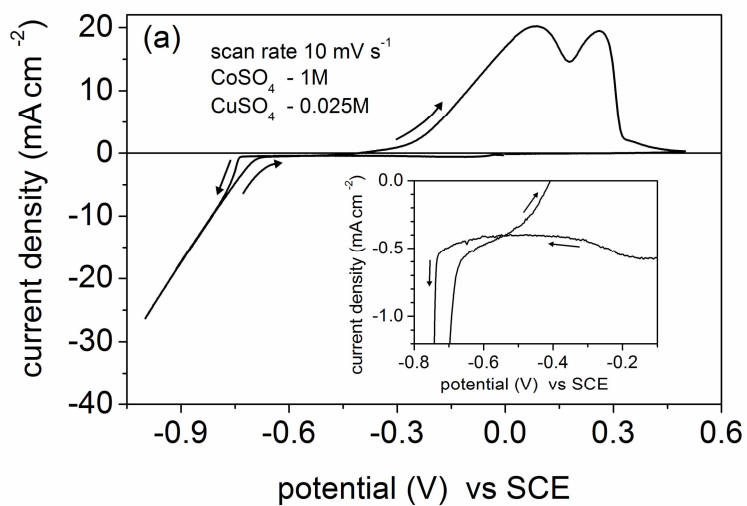 (a)
scan rate 10 mV s⁻¹
CoSO₄ - 1M
CuSO₄ - 0.025M
current density (mA cm⁻²)
20
10
0
-10
-20
-30
-40
-0.9 -0.6 -0.3 0.0 0.3 0.6
potential (V) vs SCE
current density (mA cm⁻²)
0.0
-0.5
-1.0
-0.8 -0.6 -0.4 -0.2
potential (V) vs SCE